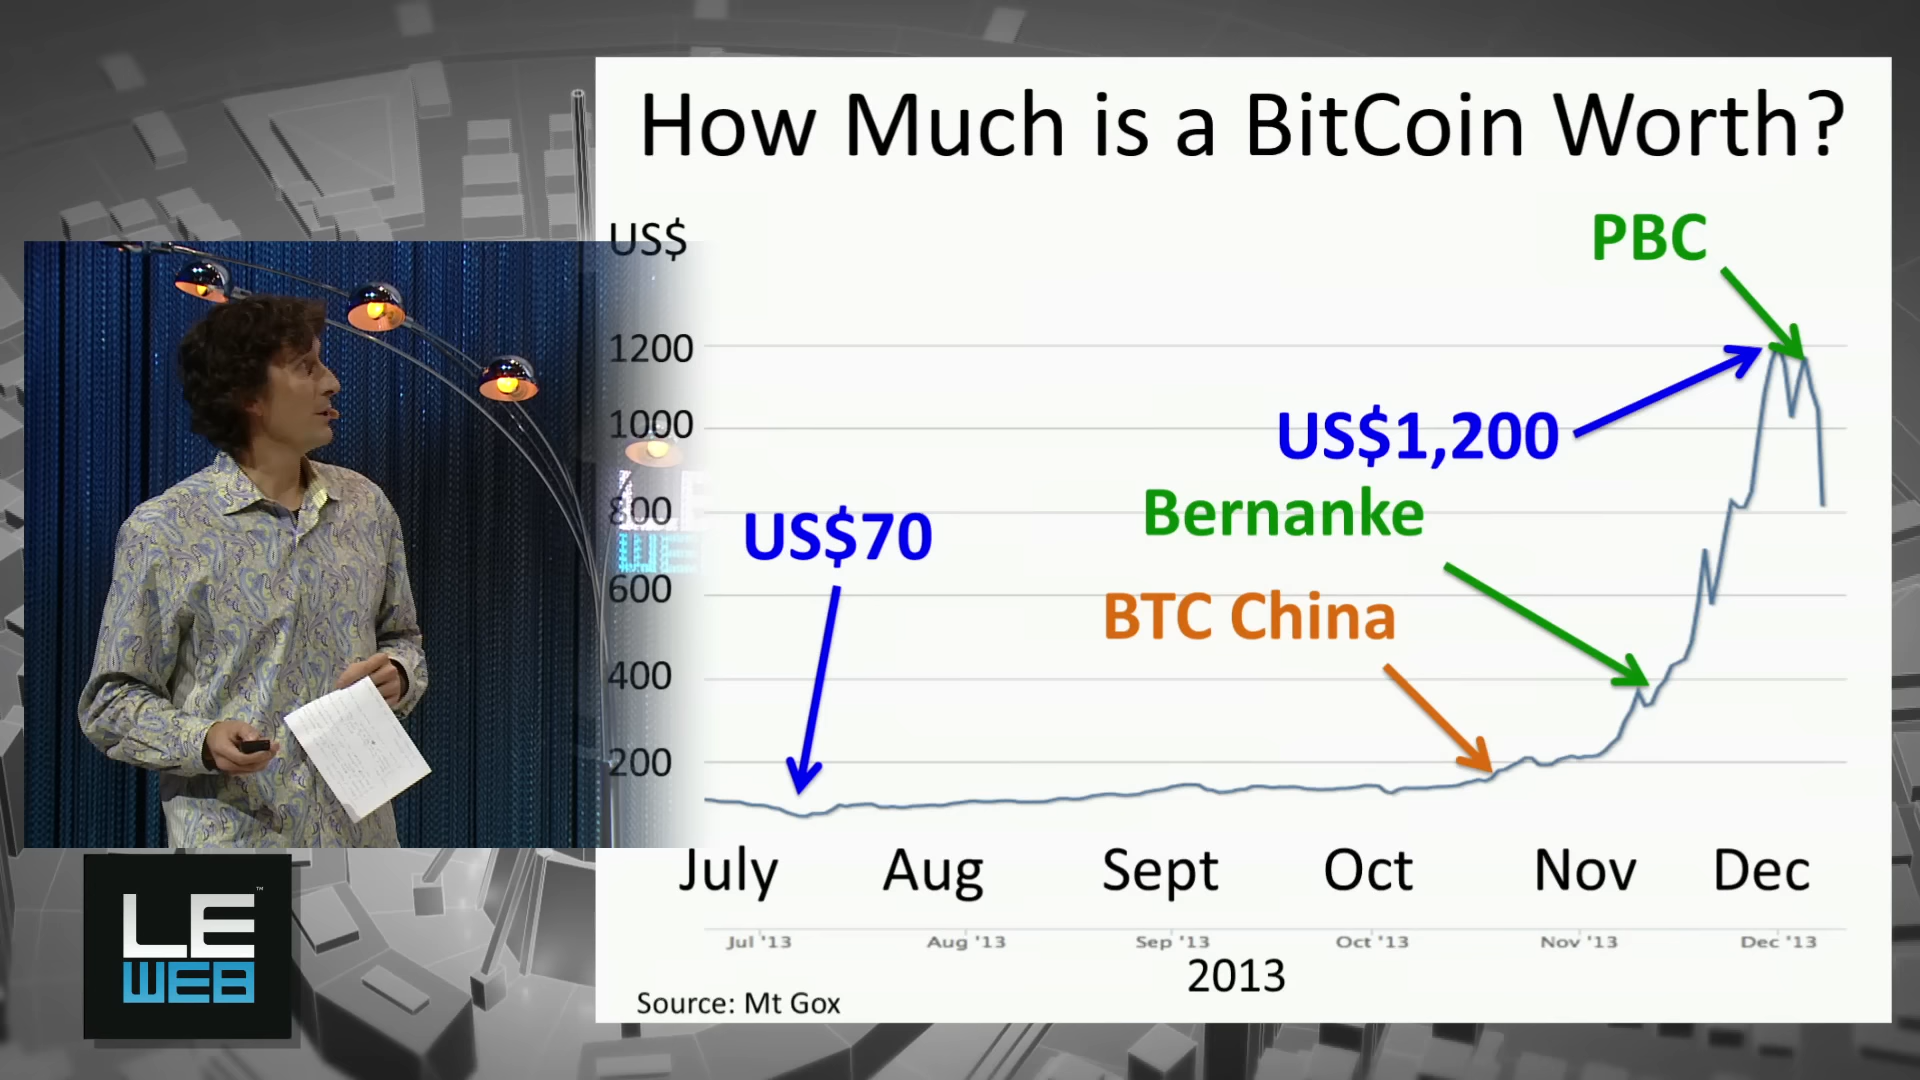 How Much is a BitCoin Worth?
US$
PBC
1200
US$1,200
1000
Bernanke
800
US$70
BTC China
600
400
200
July Aug Sept Oct Nov Dec
Jul '13 Aug '13 Sep '13 Oct '13 Nov '13 Dec '13
2013
Source: Mt Gox
LE
WEB
™